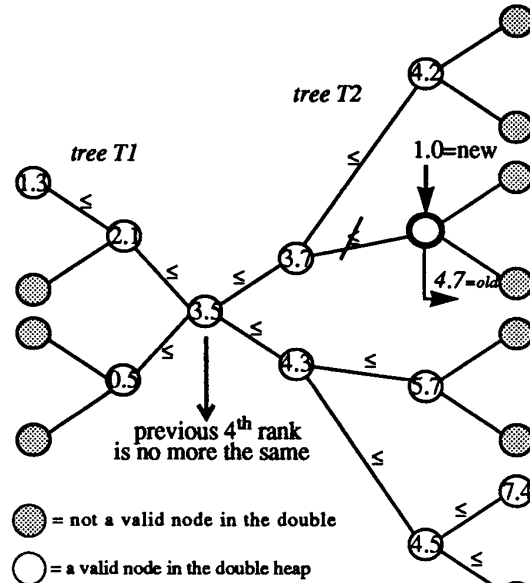 4.2
tree T2
≤
1.0=new
tree T1
1.3
≤
2.1
≤
≤
3.7
≤
4.7=old
≤
3.5
≤
≤
0.5
4.3
≤
5.7
previous 4th rank
is no more the same
≤
7.4
≤
= not a valid node in the double
4.5
≤
= a valid node in the double heap